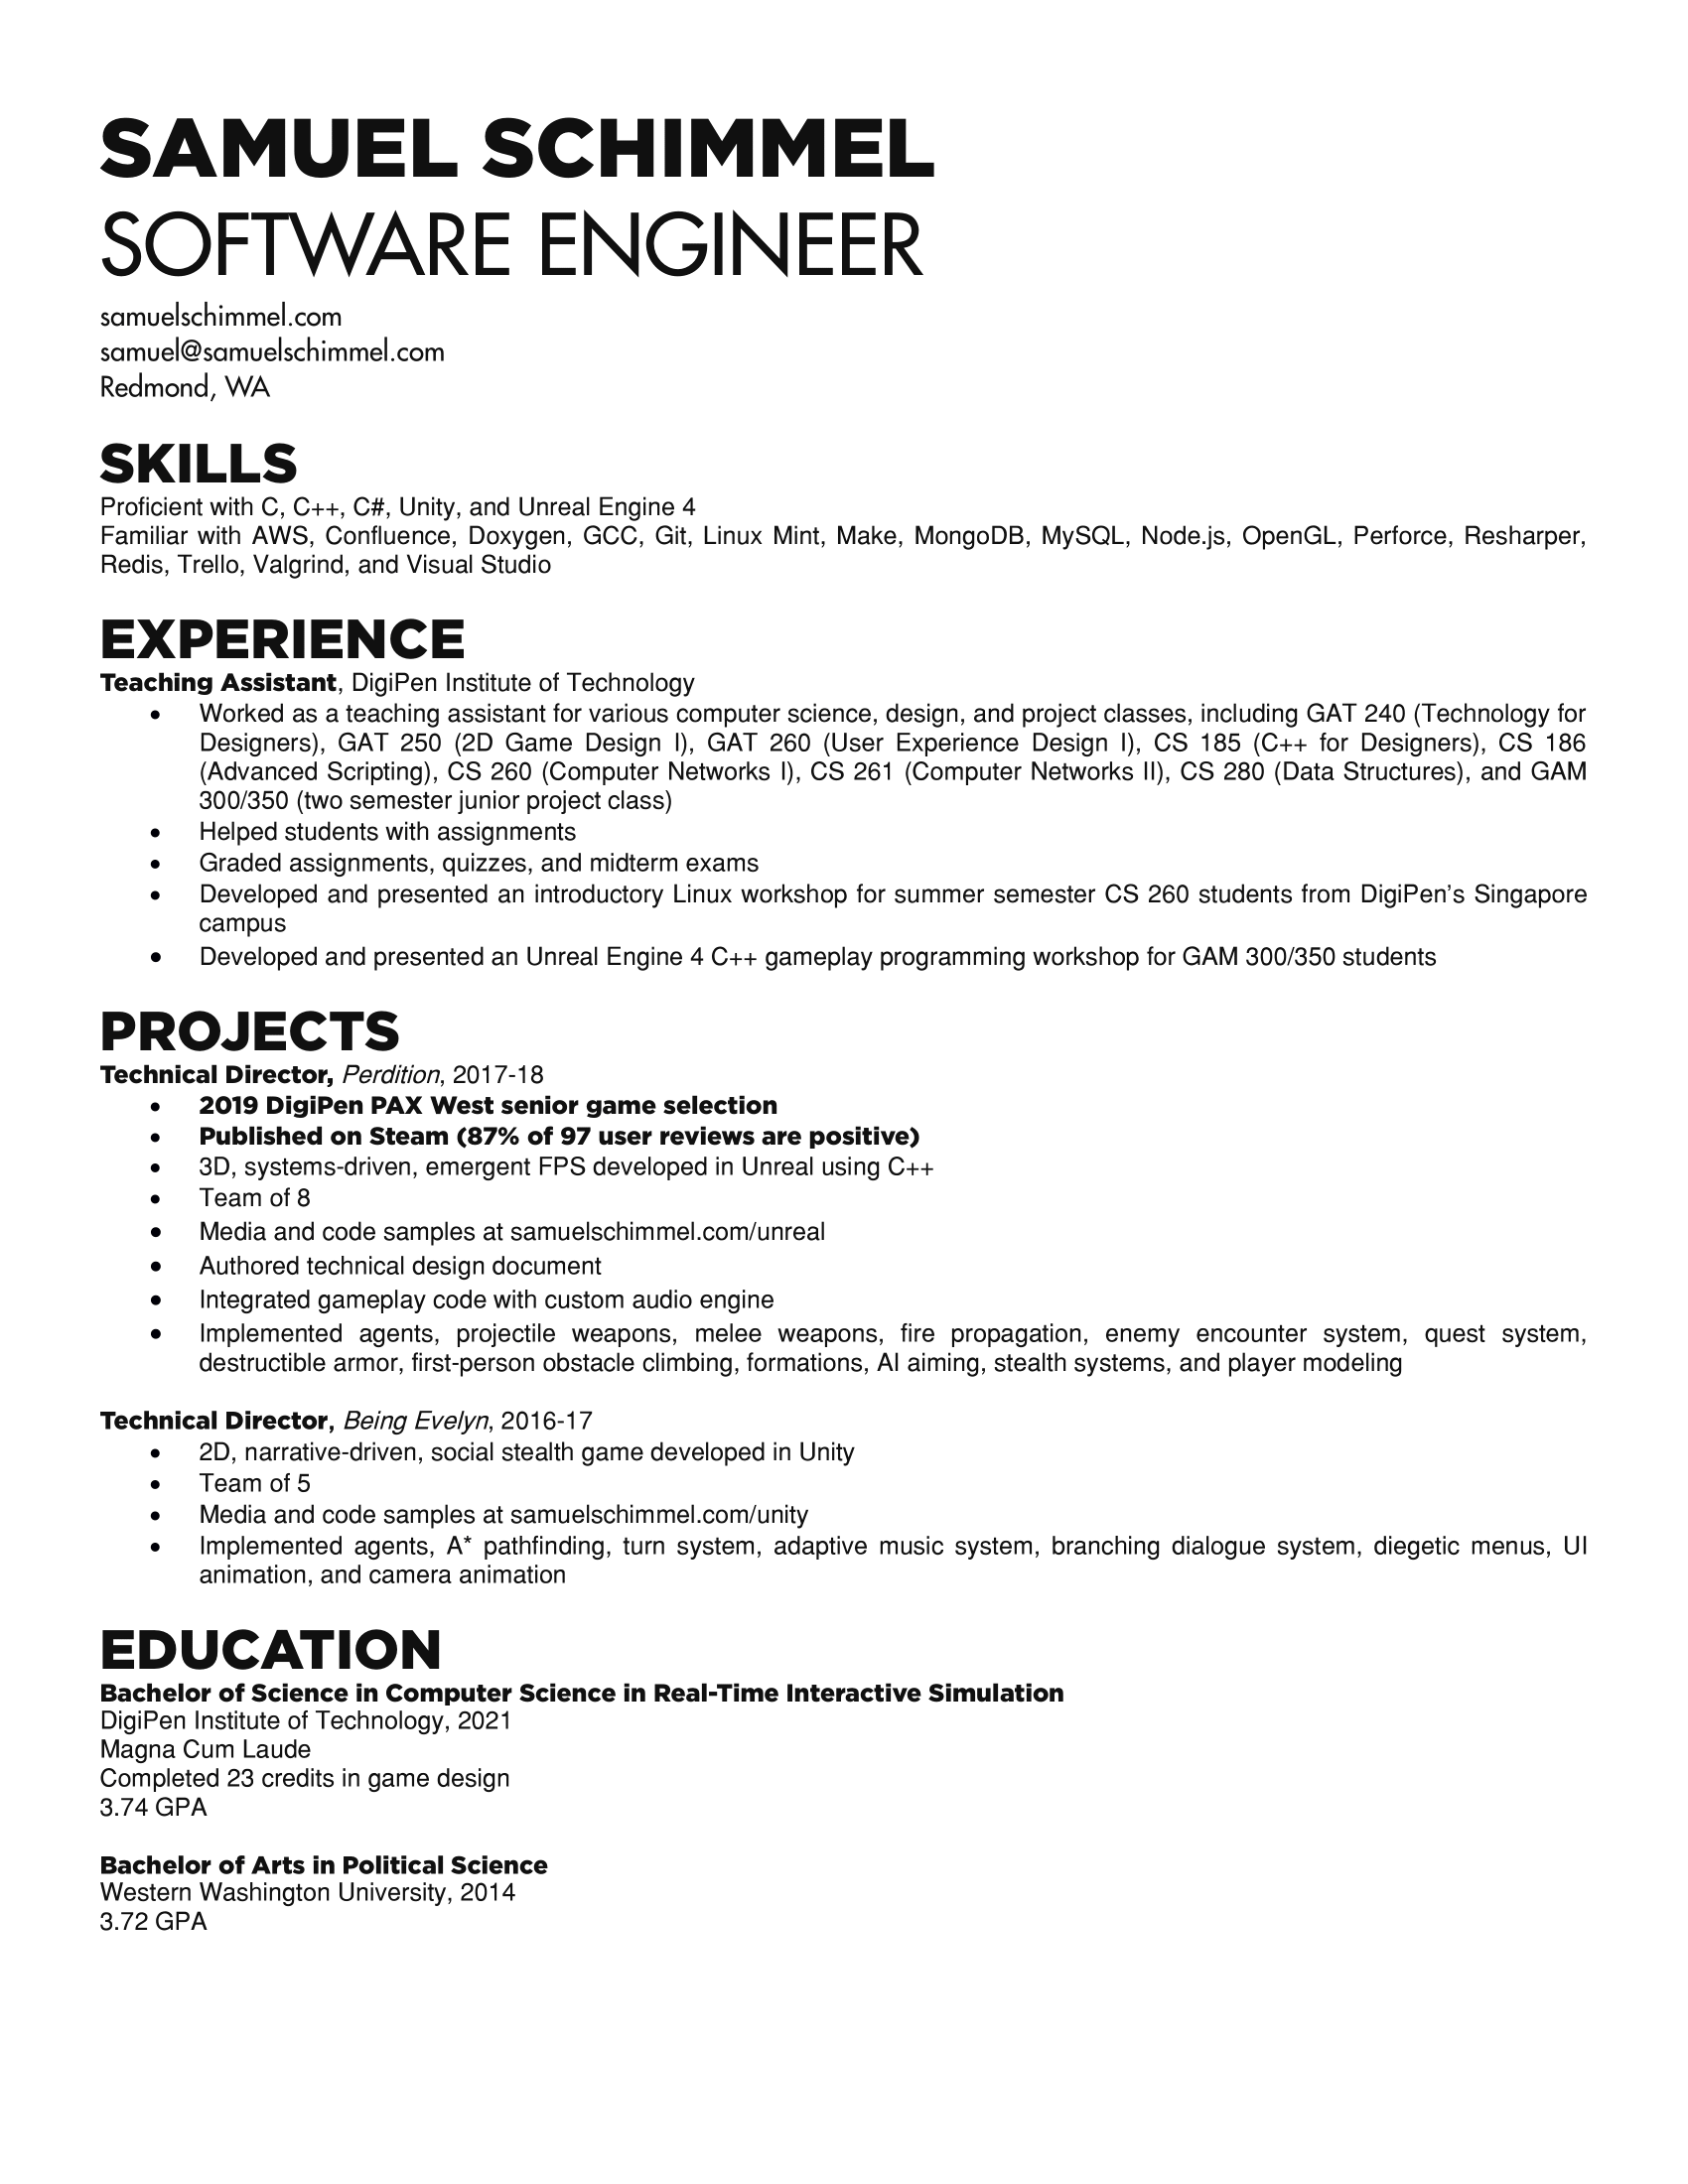 SAMUEL SCHIMMEL
SOFTWARE ENGINEER
samuelschimmel.com
samuel@samuelschimmel.com
Redmond, WA
SKILLS
Proficient with C, C++, C#, Unity, and Unreal Engine 4
Familiar with AWS, Confluence, Doxygen, GCC, Git, Linux Mint, Make, MongoDB, MySQL, Node.js, OpenGL, Perforce, Resharper,
Redis, Trello, Valgrind, and Visual Studio
EXPERIENCE
Teaching Assistant, DigiPen Institute of Technology
• Worked as a teaching assistant for various computer science, design, and project classes, including GAT 240 (Technology for
Designers), GAT 250 (2D Game Design I), GAT 260 (User Experience Design I), CS 185 (C++ for Designers), CS 186
(Advanced Scripting), CS 260 (Computer Networks I), CS 261 (Computer Networks II), CS 280 (Data Structures), and GAM
300/350 (two semester junior project class)
• Helped students with assignments
• Graded assignments, quizzes, and midterm exams
• Developed and presented an introductory Linux workshop for summer semester CS 260 students from DigiPen’s Singapore
campus
• Developed and presented an Unreal Engine 4 C++ gameplay programming workshop for GAM 300/350 students
PROJECTS
Technical Director, Perdition, 2017-18
• 2019 DigiPen PAX West senior game selection
• Published on Steam (87% of 97 user reviews are positive)
• 3D, systems-driven, emergent FPS developed in Unreal using C++
• Team of 8
• Media and code samples at samuelschimmel.com/unreal
• Authored technical design document
• Integrated gameplay code with custom audio engine
• Implemented agents, projectile weapons, melee weapons, fire propagation, enemy encounter system, quest system,
destructible armor, first-person obstacle climbing, formations, AI aiming, stealth systems, and player modeling
Technical Director, Being Evelyn, 2016-17
• 2D, narrative-driven, social stealth game developed in Unity
• Team of 5
• Media and code samples at samuelschimmel.com/unity
• Implemented agents, A* pathfinding, turn system, adaptive music system, branching dialogue system, diegetic menus, UI
animation, and camera animation
EDUCATION
Bachelor of Science in Computer Science in Real-Time Interactive Simulation
DigiPen Institute of Technology, 2021
Magna Cum Laude
Completed 23 credits in game design
3.74 GPA
Bachelor of Arts in Political Science
Western Washington University, 2014
3.72 GPA